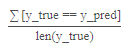 ∑ [y_true == y_pred]
len(y_true)